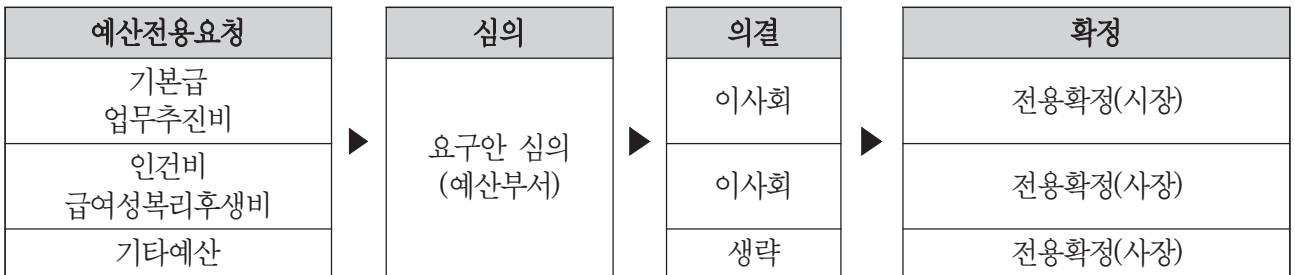 예산전용요청
심의
의결
확정
기본급
업무추진비
이사회
전용확정(시장)
요구안 심의
(예산부서)
인건비
급여성복리후생비
이사회
전용확정(사장)
기타예산
생략
전용확정(사장)